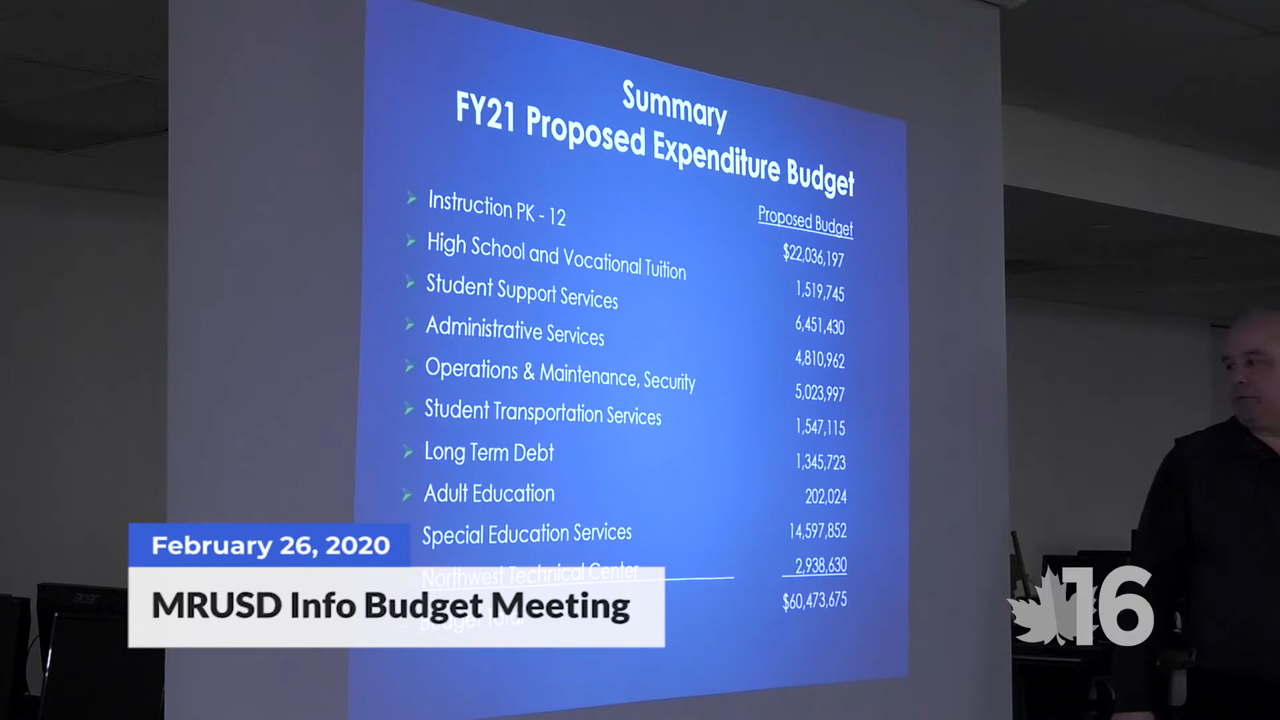 Summary
FY21 Proposed Expenditure Budget
Proposed Budget
Instruction PK - 12 $22,036,197
High School and Vocational Tuition 1,519,745
Student Support Services 6,451,430
Administrative Services 4,810,962
Operations & Maintenance, Security 5,023,997
Student Transportation Services 1,547,115
Long Term Debt 1,345,723
Adult Education 202,024
Special Education Services 14,597,852
Northwest Technical Center 2,938,630
Budget Total $60,473,675
February 26, 2020
MRUSD Info Budget Meeting
16